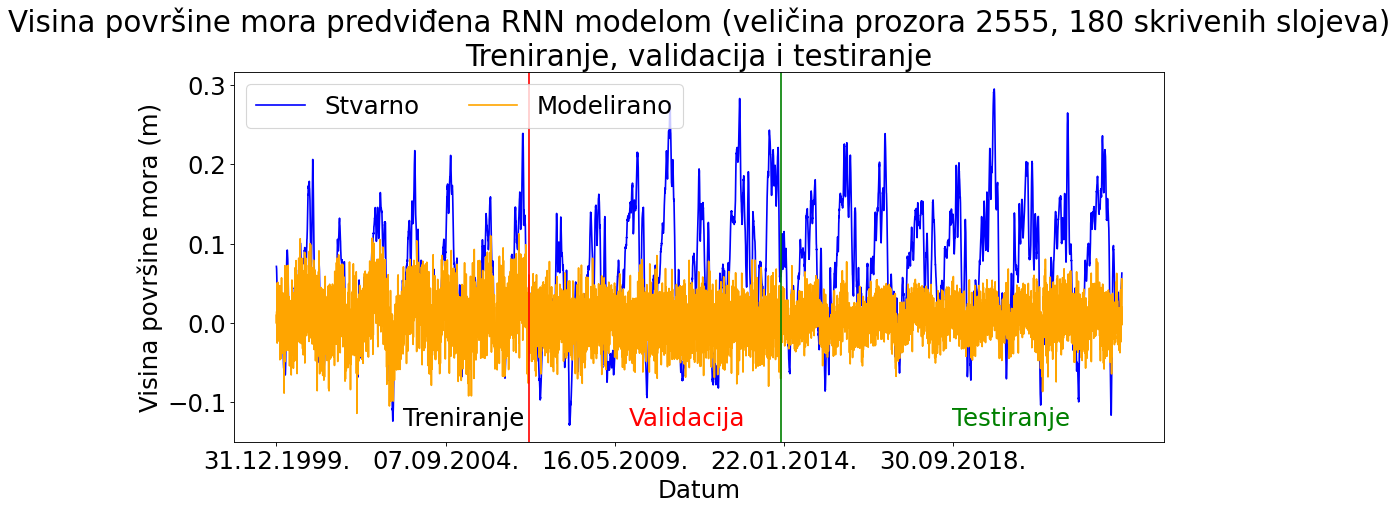 Visina površine mora predviđena RNN modelom (veličina prozora 2555, 180 skrivenih slojeva)
Treniranje, validacija i testiranje
Stvarno
Modelirano
Visina površine mora (m)
0.3
0.2
0.1
0.0
−0.1
Treniranje
Validacija
Testiranje
31.12.1999.
07.09.2004.
16.05.2009.
22.01.2014.
30.09.2018.
Datum